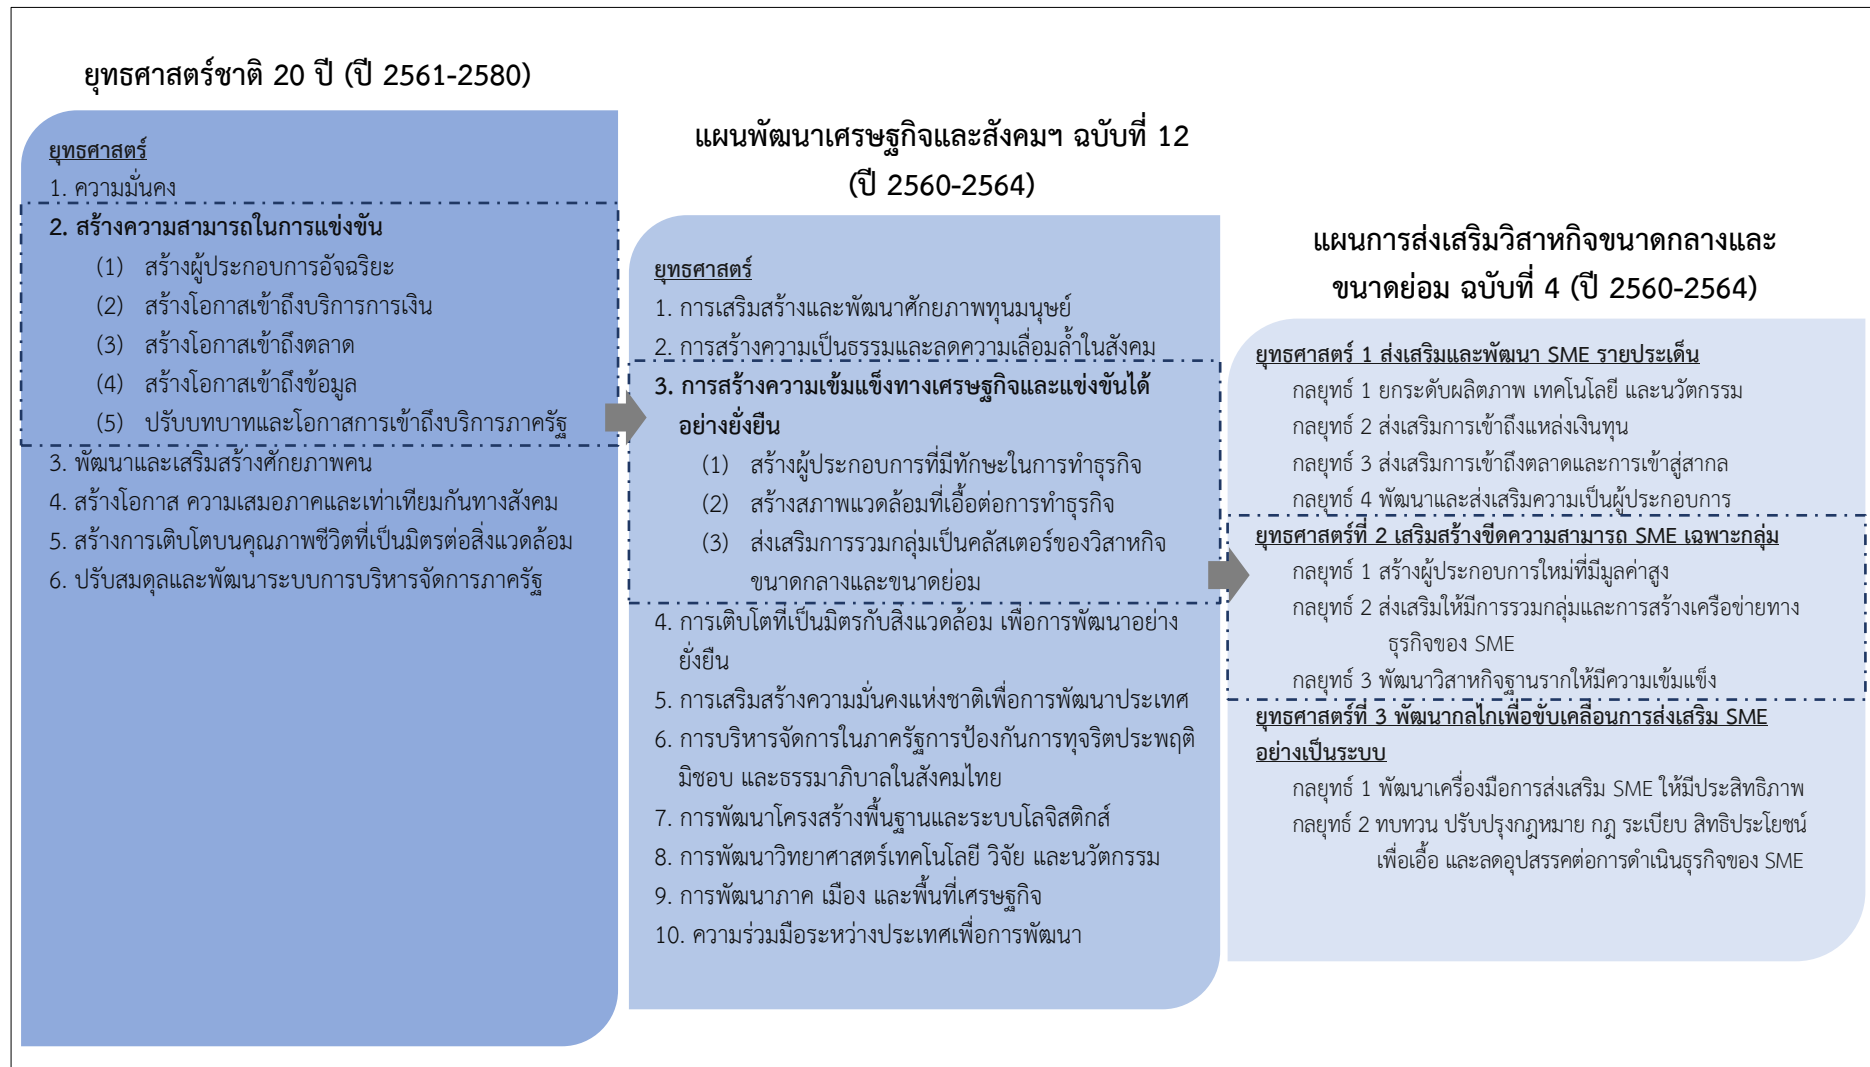 ยุทธศาสตร์ชาติ 20 ปี (ปี 2561-2580)
ยุทธศาสตร์
1. ความมั่นคง
2. สร้างความสามารถในการแข่งขัน
(1) สร้างผู้ประกอบการอัจฉริยะ
(2) สร้างโอกาสเข้าถึงบริการการเงิน
(3) สร้างโอกาสเข้าถึงตลาด
(4) สร้างโอกาสเข้าถึงข้อมูล
(5) ปรับบทบาทและโอกาสการเข้าถึงบริการภาครัฐ
3. พัฒนาและเสริมสร้างศักยภาพคน
4. สร้างโอกาส ความเสมอภาคและเท่าเทียมกันทางสังคม
5. สร้างการเติบโตบนคุณภาพชีวิตที่เป็นมิตรต่อสิ่งแวดล้อม
6. ปรับสมดุลและพัฒนาระบบการบริหารจัดการภาครัฐ
แผนพัฒนาเศรษฐกิจและสังคมฯ ฉบับที่ 12
(ปี 2560-2564)
ยุทธศาสตร์
1. การเสริมสร้างและพัฒนาศักยภาพทุนมนุษย์
2. การสร้างความเป็นธรรมและลดความเลื่อมล้ำในสังคม
3. การสร้างความเข้มแข็งทางเศรษฐกิจและแข่งขันได้
อย่างยั่งยืน
(1) สร้างผู้ประกอบการที่มีทักษะในการทำธุรกิจ
(2) สร้างสภาพแวดล้อมที่เอื้อต่อการทำธุรกิจ
(3) ส่งเสริมการรวมกลุ่มเป็นคลัสเตอร์ของวิสาหกิจ
ขนาดกลางและขนาดย่อม
4. การเติบโตที่เป็นมิตรกับสิ่งแวดล้อม เพื่อการพัฒนาอย่าง
ยั่งยืน
5. การเสริมสร้างความมั่นคงแห่งชาติเพื่อการพัฒนาประเทศ
6. การบริหารจัดการในภาครัฐการป้องกันการทุจริตประพฤติ
มิชอบ และธรรมาภิบาลในสังคมไทย
7. การพัฒนาโครงสร้างพื้นฐานและระบบโลจิสติกส์
8. การพัฒนาวิทยาศาสตร์เทคโนโลยี วิจัย และนวัตกรรม
9. การพัฒนาภาค เมือง และพื้นที่เศรษฐกิจ
10. ความร่วมมือระหว่างประเทศเพื่อการพัฒนา
แผนการส่งเสริมวิสาหกิจขนาดกลางและ
ขนาดย่อม ฉบับที่ 4 (ปี 2560-2564)
ยุทธศาสตร์ 1 ส่งเสริมและพัฒนา SME รายประเด็น
กลยุทธ์ 1 ยกระดับผลิตภาพ เทคโนโลยี และนวัตกรรม
กลยุทธ์ 2 ส่งเสริมการเข้าถึงแหล่งเงินทุน
กลยุทธ์ 3 ส่งเสริมการเข้าถึงตลาดและการเข้าสู่สากล
กลยุทธ์ 4 พัฒนาและส่งเสริมความเป็นผู้ประกอบการ
ยุทธศาสตร์ที่ 2 เสริมสร้างขีดความสามารถ SME เฉพาะกลุ่ม
กลยุทธ์ 1 สร้างผู้ประกอบการใหม่ที่มีมูลค่าสูง
กลยุทธ์ 2 ส่งเสริมให้มีการรวมกลุ่มและการสร้างเครือข่ายทาง
ธุรกิจของ SME
กลยุทธ์ 3 พัฒนาวิสาหกิจฐานรากให้มีความเข้มแข็ง
ยุทธศาสตร์ที่ 3 พัฒนากลไกเพื่อขับเคลื่อนการส่งเสริม SME
อย่างเป็นระบบ
กลยุทธ์ 1 พัฒนาเครื่องมือการส่งเสริม SME ให้มีประสิทธิภาพ
กลยุทธ์ 2 ทบทวน ปรับปรุงกฎหมาย กฎ ระเบียบ สิทธิประโยชน์
เพื่อเอื้อ และลดอุปสรรคต่อการดำเนินธุรกิจของ SME